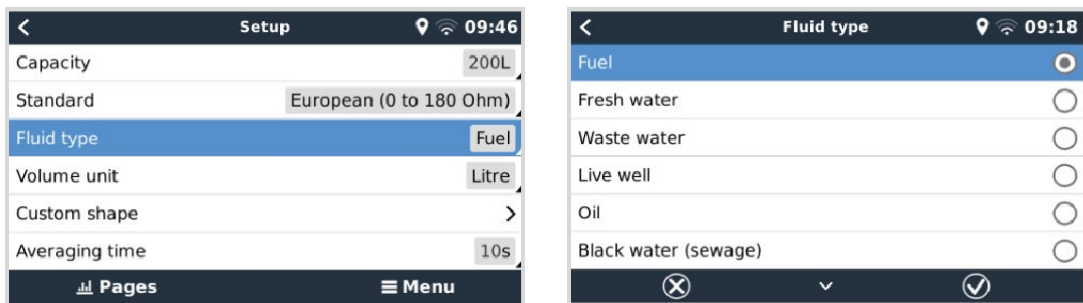 Setup 09:46
Capacity 200L
Standard European (0 to 180 Ohm)
Fluid type Fuel
Volume unit Litre
Custom shape
Averaging time 10s
Pages Menu
Fluid type 09:18
Fuel
Fresh water
Waste water
Live well
Oil
Black water (sewage)